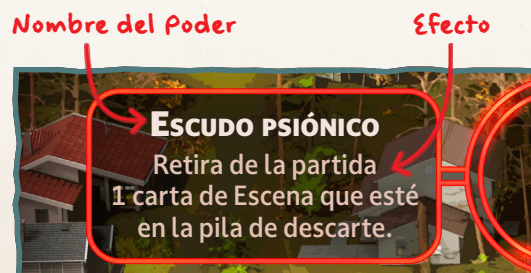 Nombre del Poder
Efecto
ESCUDO PSIÓNICO
Retira de la partida
1 carta de Escena que esté
en la pila de descarte.